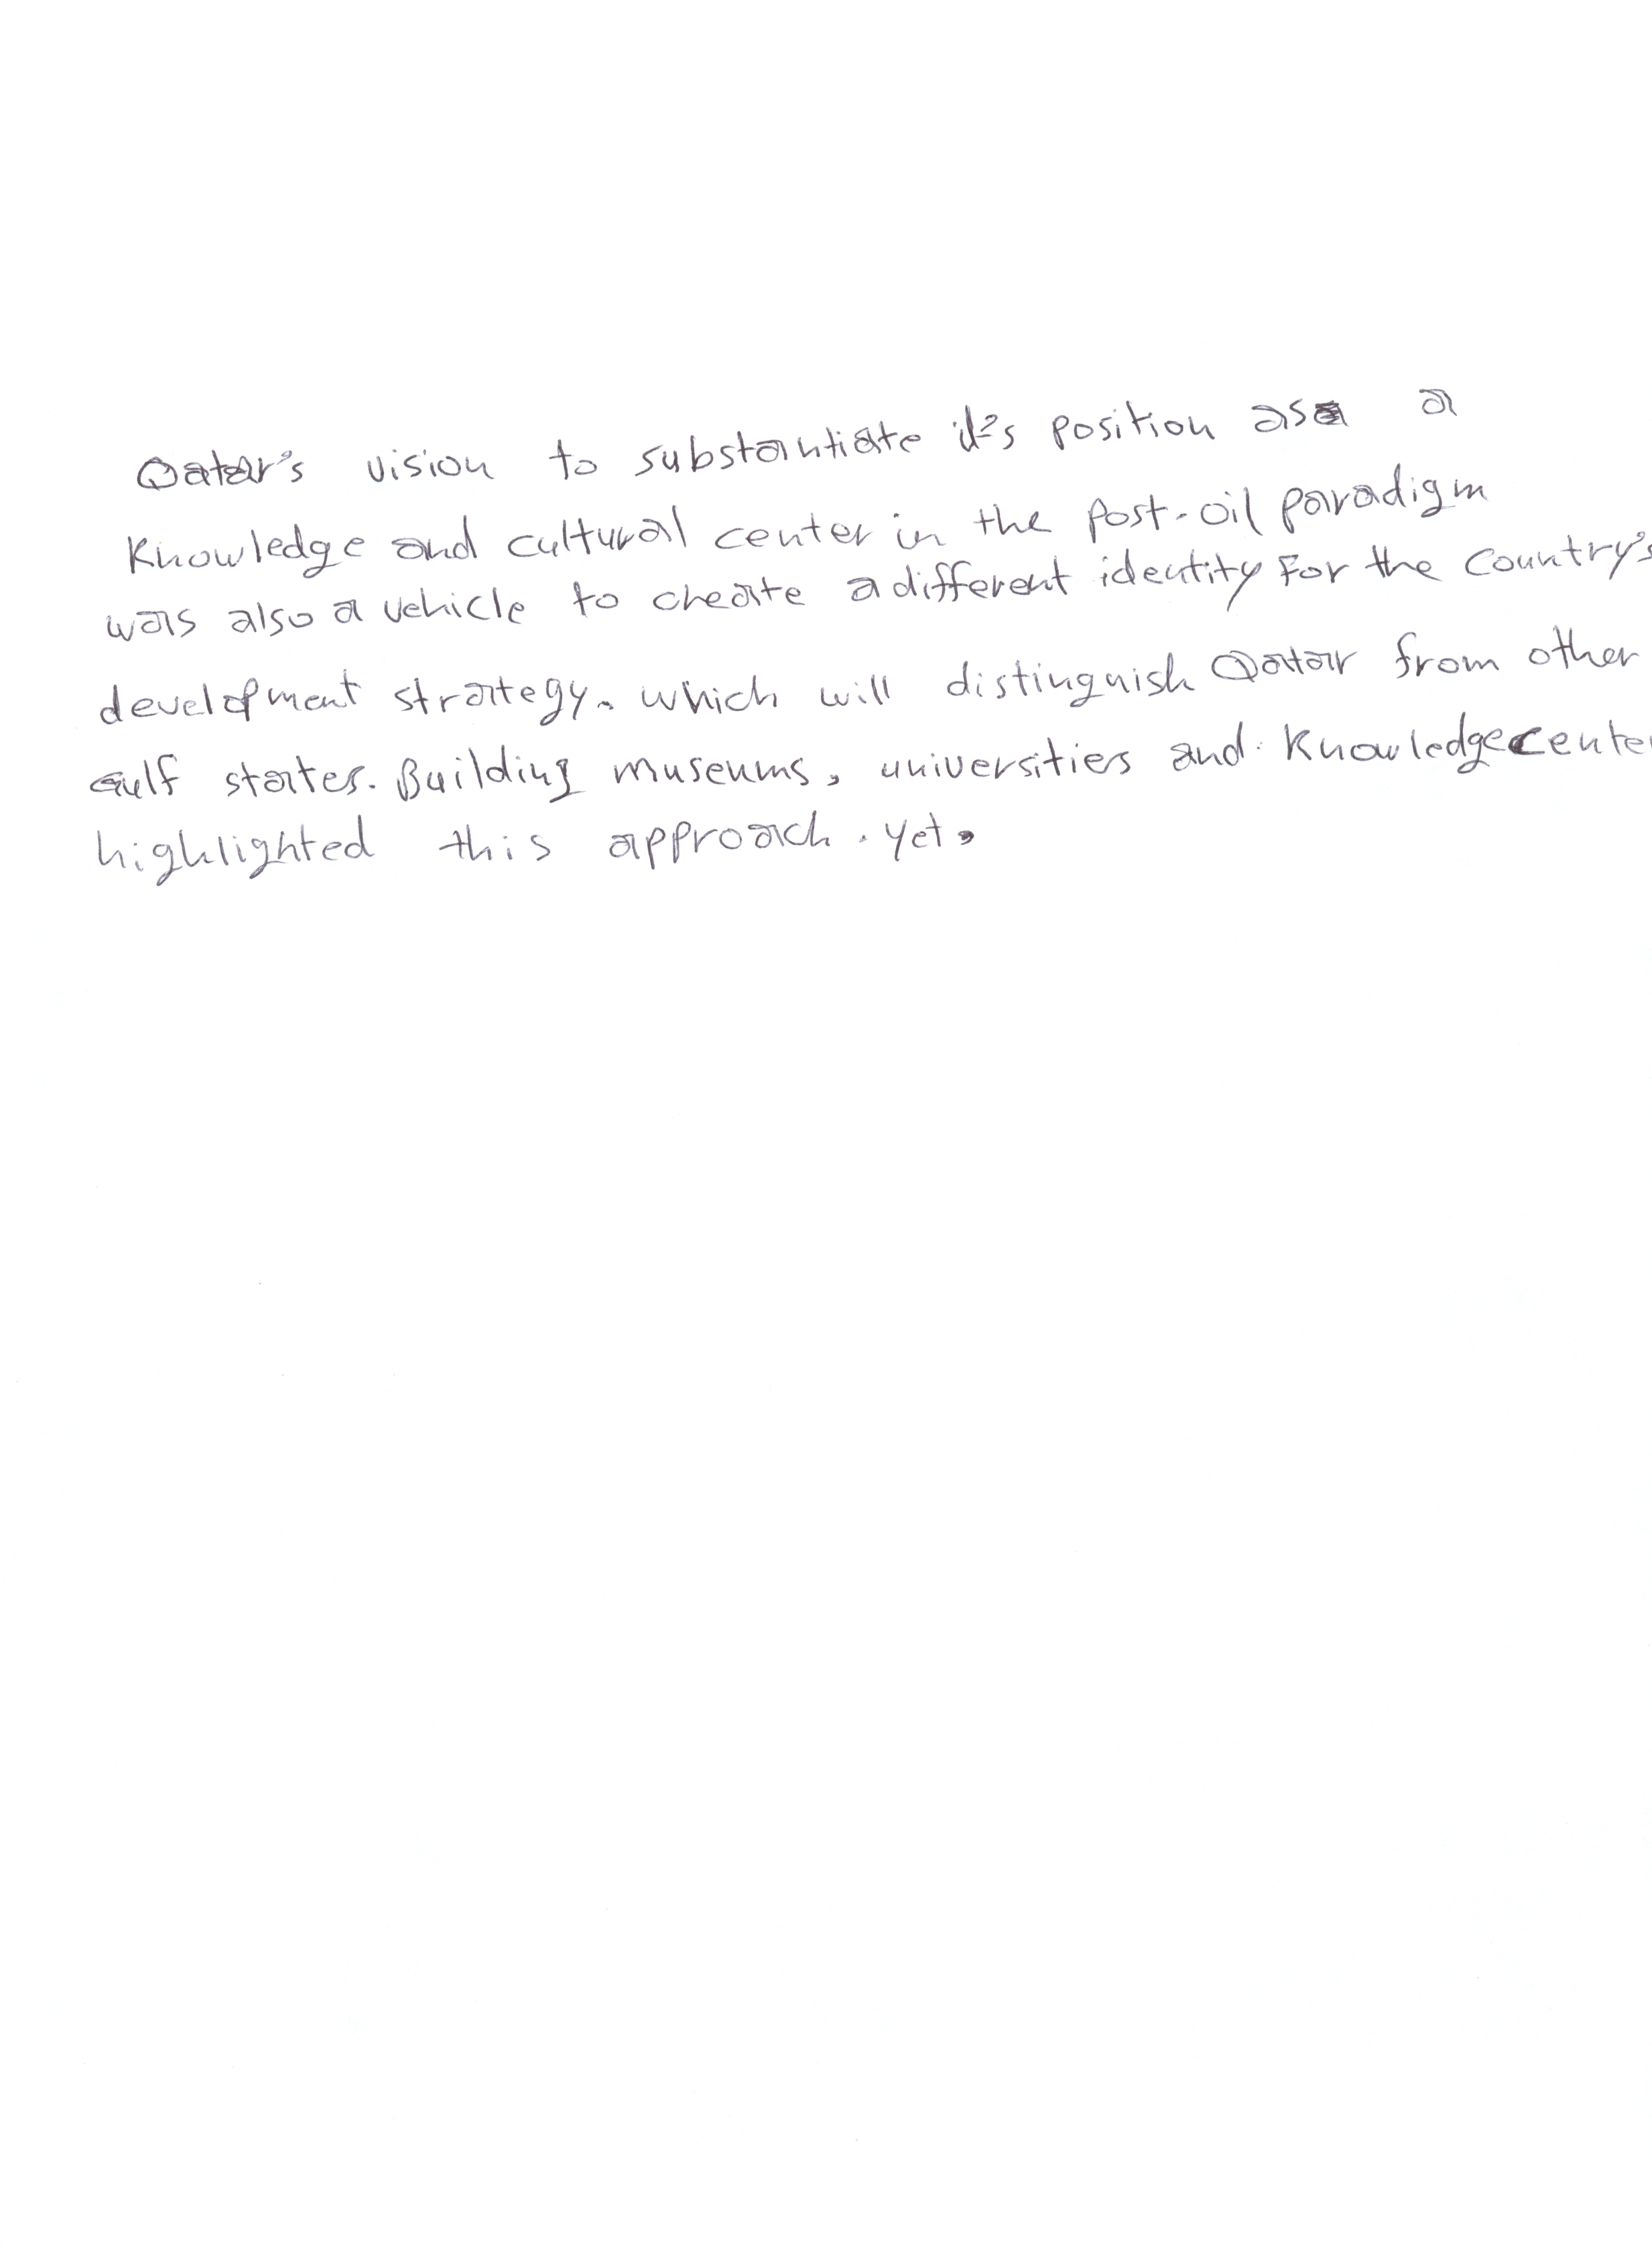 Qatar's vision to substantiate it's position as a
Knowledge and cultural center in the post-oil paradigm
was also a vehicle to create a different identity For the country's
development strategy. which will distinguish Qatar from other
Gulf states. Building museums, universities and Knowledge cente
highlighted this approach. yet,